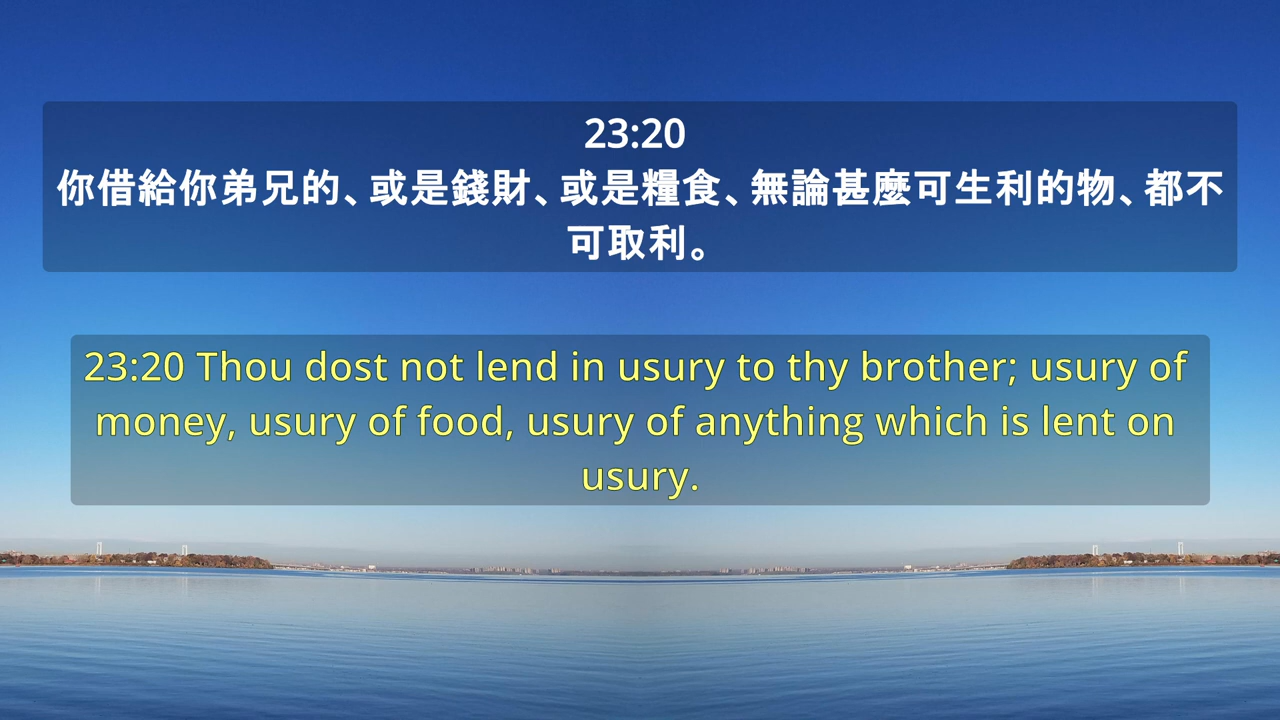 23:20
你借給你弟兄的、或是錢財、或是糧食、無論甚麼可生利的物、都不
可取利。
23:20 Thou dost not lend in usury to thy brother; usury of
money, usury of food, usury of anything which is lent on
usury.